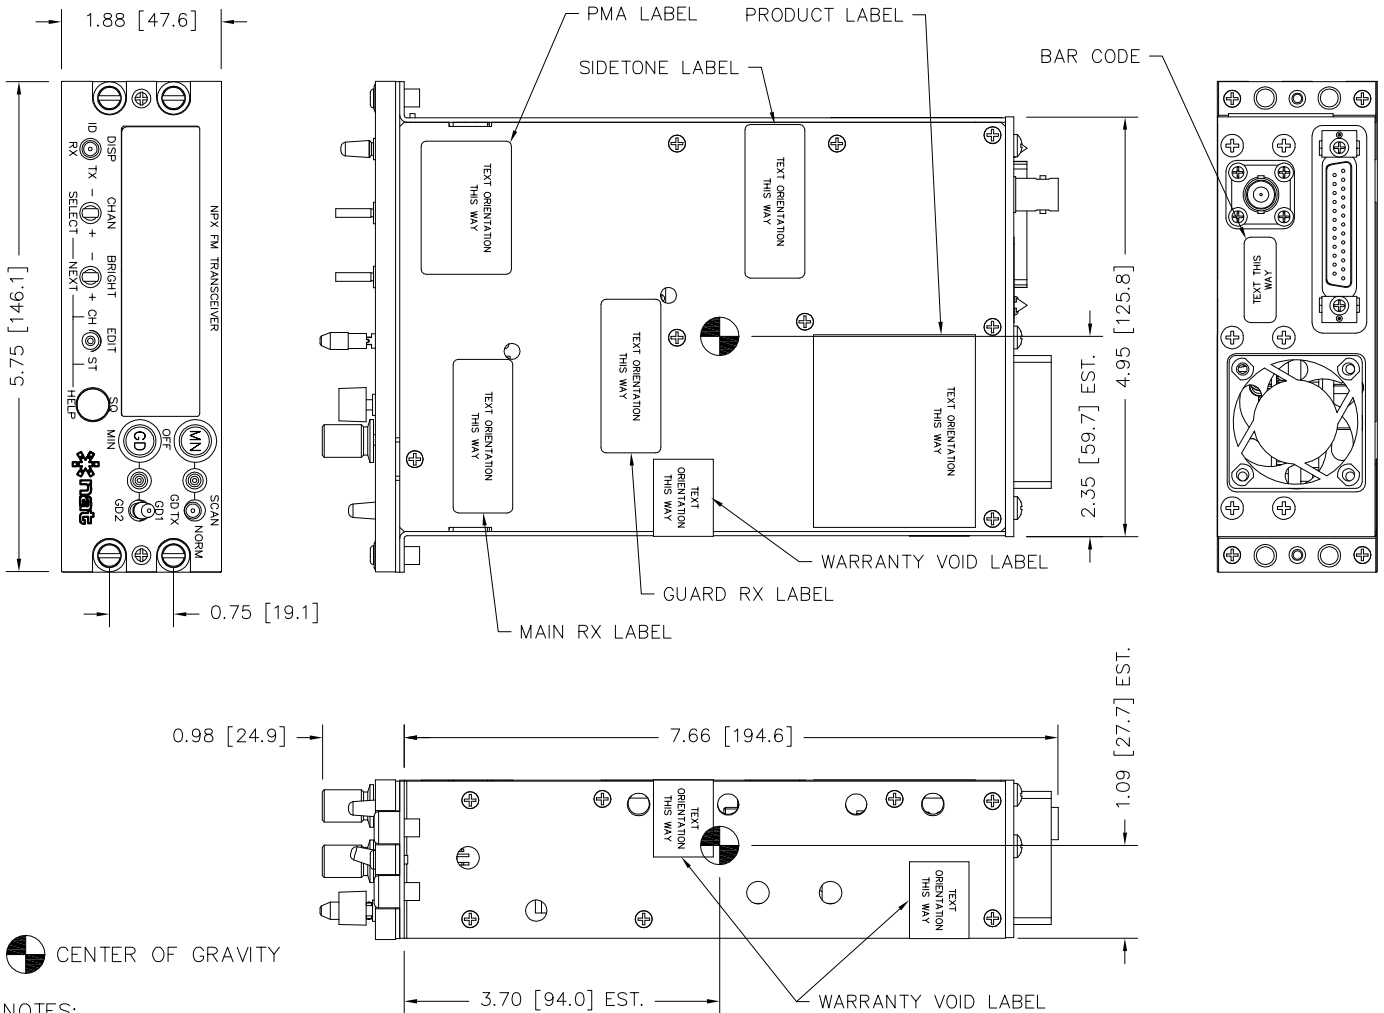 1.88 [47.6]
PMA LABEL
PRODUCT LABEL
SIDETONE LABEL
BAR CODE
5.75 [146.1]
ID
RX
DISP
TX
- CHAN +
SELECT
- BRIGHT +
NEXT
CH
EDIT
ST
SQ
HELP
NPX FM TRANSCEIVER
MIN
GD
OFF
MN
nat
GD2
GD1
GD TX
SCAN
NORM
0.75 [19.1]
TEXT ORIENTATION
THIS WAY
TEXT ORIENTATION
THIS WAY
TEXT ORIENTATION
THIS WAY
TEXT ORIENTATION
THIS WAY
TEXT ORIENTATION
THIS WAY
TEXT
ORIENTATION
THIS WAY
4.95 [125.8]
2.35 [59.7] EST.
TEXT THIS
WAY
WARRANTY VOID LABEL
GUARD RX LABEL
MAIN RX LABEL
0.98 [24.9]
7.66 [194.6]
1.09 [27.7] EST.
TEXT
ORIENTATION
THIS WAY
TEXT
ORIENTATION
THIS WAY
CENTER OF GRAVITY
3.70 [94.0] EST.
WARRANTY VOID LABEL
NOTES: